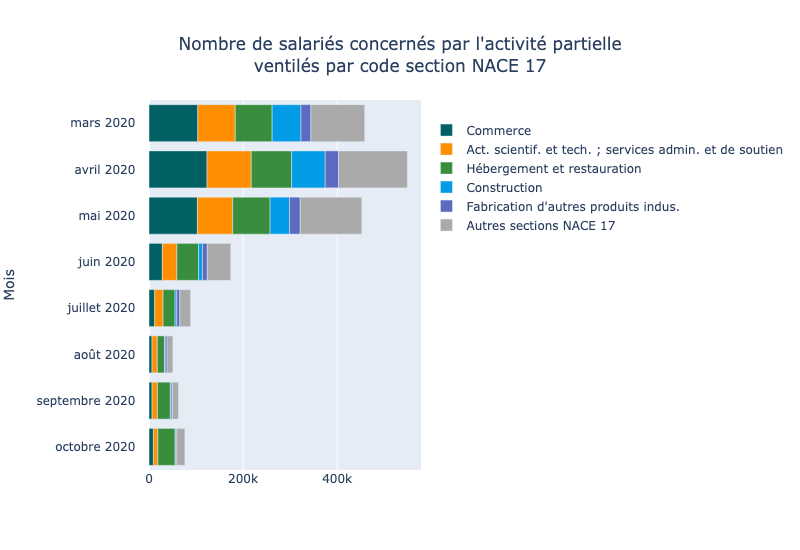 Nombre de salariés concernés par l'activité partielle
ventilés par code section NACE 17
Mois
mars 2020
avril 2020
mai 2020
juin 2020
juillet 2020
août 2020
septembre 2020
octobre 2020
0
200k
400k
Commerce
Act. scientif. et tech. ; services admin. et de soutien
Hébergement et restauration
Construction
Fabrication d'autres produits indus.
Autres sections NACE 17